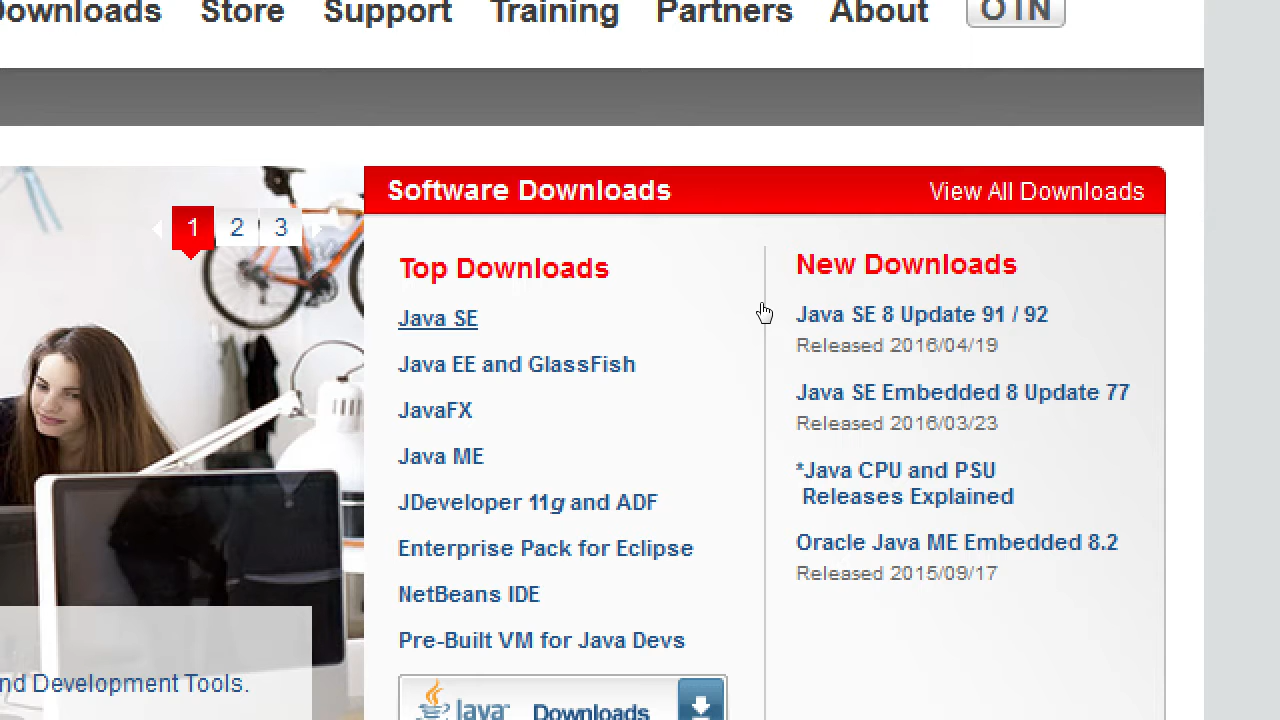 Downloads Store Support Training Partners About OTN
1 2 3
Software Downloads View All Downloads
Top Downloads
Java SE
Java EE and GlassFish
JavaFX
Java ME
JDeveloper 11g and ADF
Enterprise Pack for Eclipse
NetBeans IDE
Pre-Built VM for Java Devs
Java Downloads
New Downloads
Java SE 8 Update 91 / 92
Released 2016/04/19
Java SE Embedded 8 Update 77
Released 2016/03/23
*Java CPU and PSU
Releases Explained
Oracle Java ME Embedded 8.2
Released 2015/09/17
nd Development Tools.